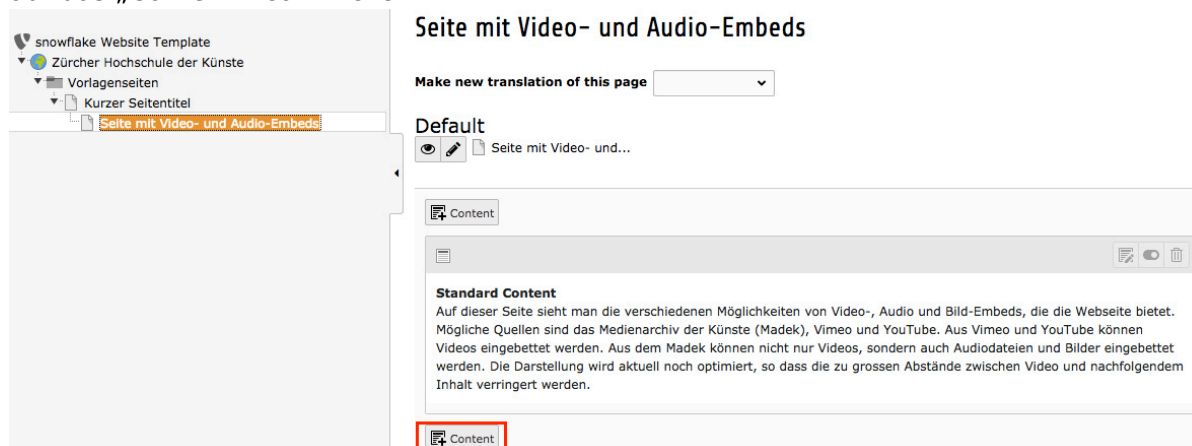 snowflake Website Template
Zürcher Hochschule der Künste
Vorlagenseiten
Kurzer Seitentitel
Seite mit Video- und Audio-Embeds
Seite mit Video- und Audio-Embeds
Make new translation of this page
Default
Seite mit Video- und...
Content
Standard Content
Auf dieser Seite sieht man die verschiedenen Möglichkeiten von Video-, Audio und Bild-Embeds, die die Webseite bietet.
Mögliche Quellen sind das Medienarchiv der Künste (Madek), Vimeo und YouTube. Aus Vimeo und YouTube können
Videos eingebettet werden. Aus dem Madek können nicht nur Videos, sondern auch Audiodateien und Bilder eingebettet
werden. Die Darstellung wird aktuell noch optimiert, so dass die zu grossen Abstände zwischen Video und nachfolgendem
Inhalt verringert werden.
Content